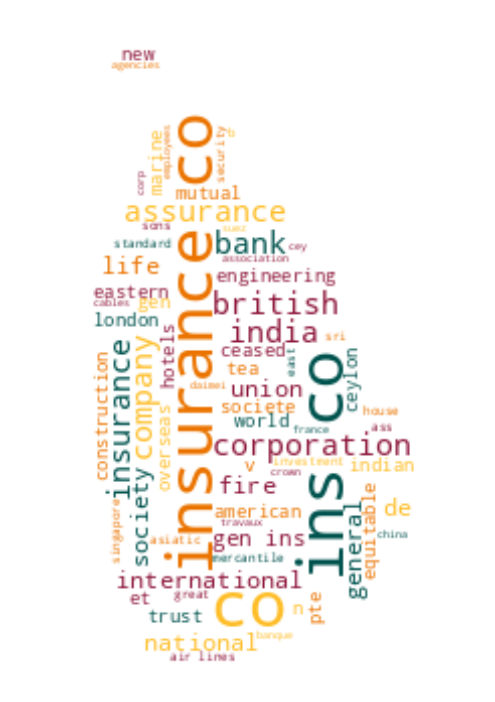 new
agencies
insurance co
marine
employees
security
corp
mutual
assurance
sons
suez
standard
bank
cey
association
life
engineering
eastern
gen
cables
british
london
india
sri
hotels
ceased
east
ceylon
insurance
company
construction
tea
daimei
union
ins co
overseas
societe
house
world
france
ass
corporation
v
investment
indian
crown
fire
society
singapore
american
de
travaux
equitable
general
gen ins
asiatic
china
mercantile
international
et
great
co
n
pte
trust
national
banque
air lines